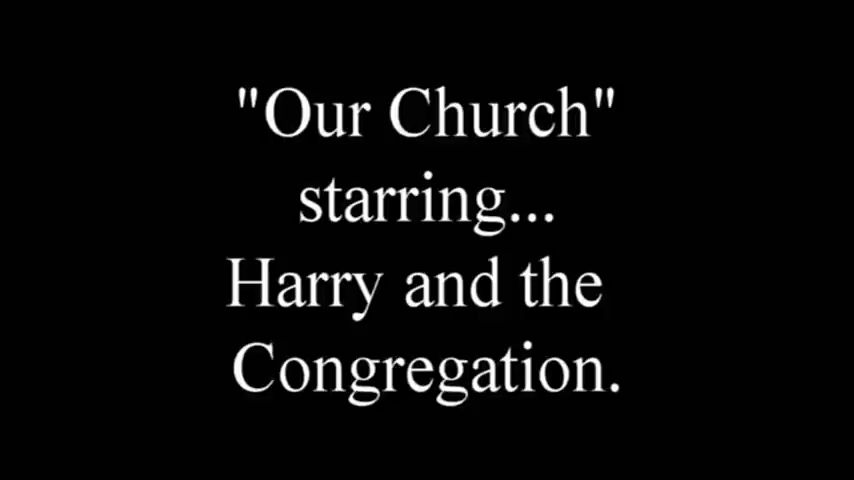 "Our Church"
starring...
Harry and the
Congregation.